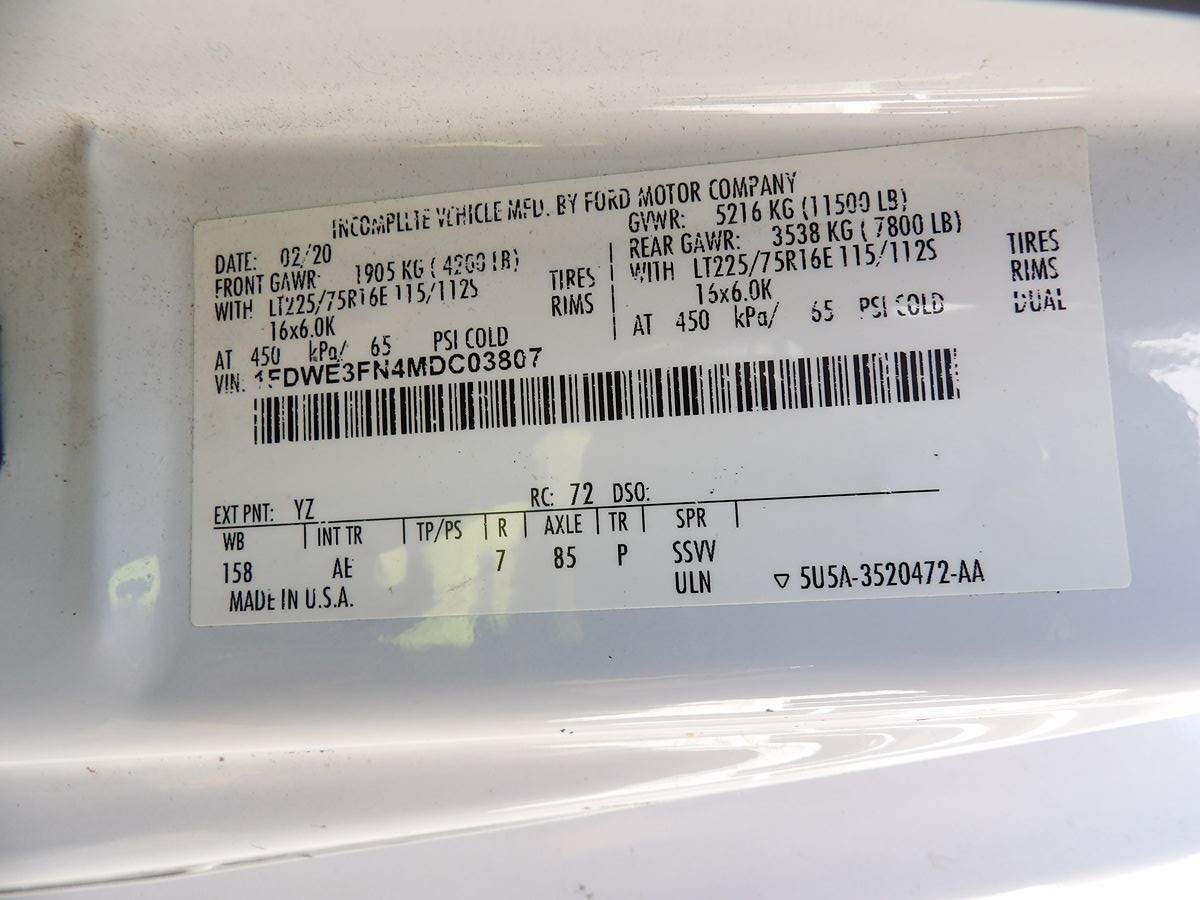 INCOMPLETE VEHICLE MFD. BY FORD MOTOR COMPANY
DATE: 02/20 GVWR: 5216 KG (11500 LB)
FRONT GAWR: 1905 KG ( 4200 LB) REAR GAWR: 3538 KG ( 7800 LB)
WITH LT225/75R16E 115/112S TIRES WITH LT225/75R16E 115/112S TIRES
16x6.0K RIMS 16x6.0K RIMS
AT 450 kPa/ 65 PSI COLD AT 450 kPa/ 65 PSI COLD DUAL
VIN: 1FDWE3FN4MDC03807
EXT PNT: YZ RC: 72 DSO:
WB INT TR TP/PS R AXLE TR SPR
158 AE 7 85 P SSVV
ULN
MADE IN U.S.A. ▽ 5U5A-3520472-AA